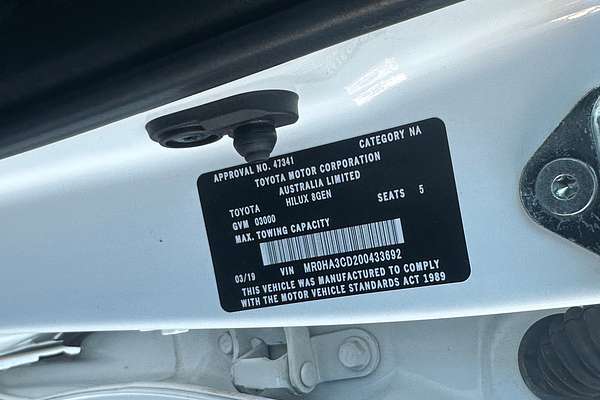 APPROVAL NO. 47341 CATEGORY NA
TOYOTA MOTOR CORPORATION
AUSTRALIA LIMITED
TOYOTA HILUX 8GEN
GVM 03000 SEATS 5
MAX. TOWING CAPACITY
03/19 VIN MR0HA3CD200433692
THIS VEHICLE WAS MANUFACTURED TO COMPLY
WITH THE MOTOR VEHICLE STANDARDS ACT 1989